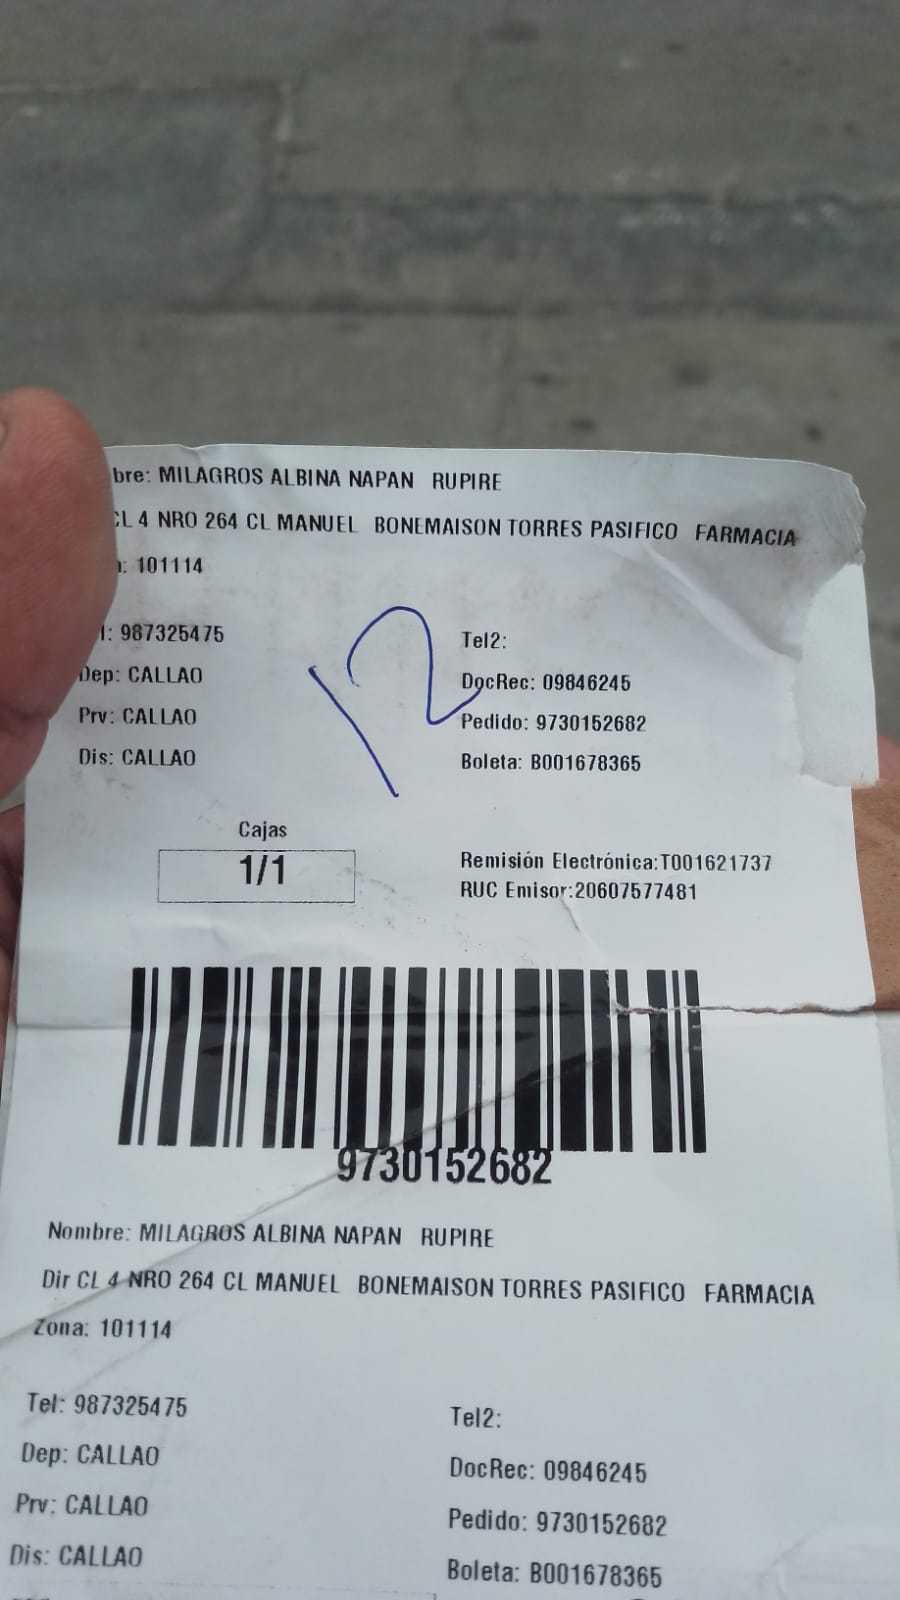 bre: MILAGROS ALBINA NAPAN RUPIRE
CL 4 NRO 264 CL MANUEL BONEMAISON TORRES PASIFICO FARMACIA
: 101114
l: 987325475
Tel2:
Dep: CALLAO
DocRec: 09846245
Prv: CALLAO
Pedido: 9730152682
Dis: CALLAO
Boleta: B001678365
12
Cajas
1/1
Remisión Electrónica:T001621737
RUC Emisor:20607577481
9730152682
Nombre: MILAGROS ALBINA NAPAN RUPIRE
Dir CL 4 NRO 264 CL MANUEL BONEMAISON TORRES PASIFICO FARMACIA
Zona: 101114
Tel: 987325475
Tel2:
Dep: CALLAO
DocRec: 09846245
Prv: CALLAO
Pedido: 9730152682
Dis: CALLAO
Boleta: B001678365